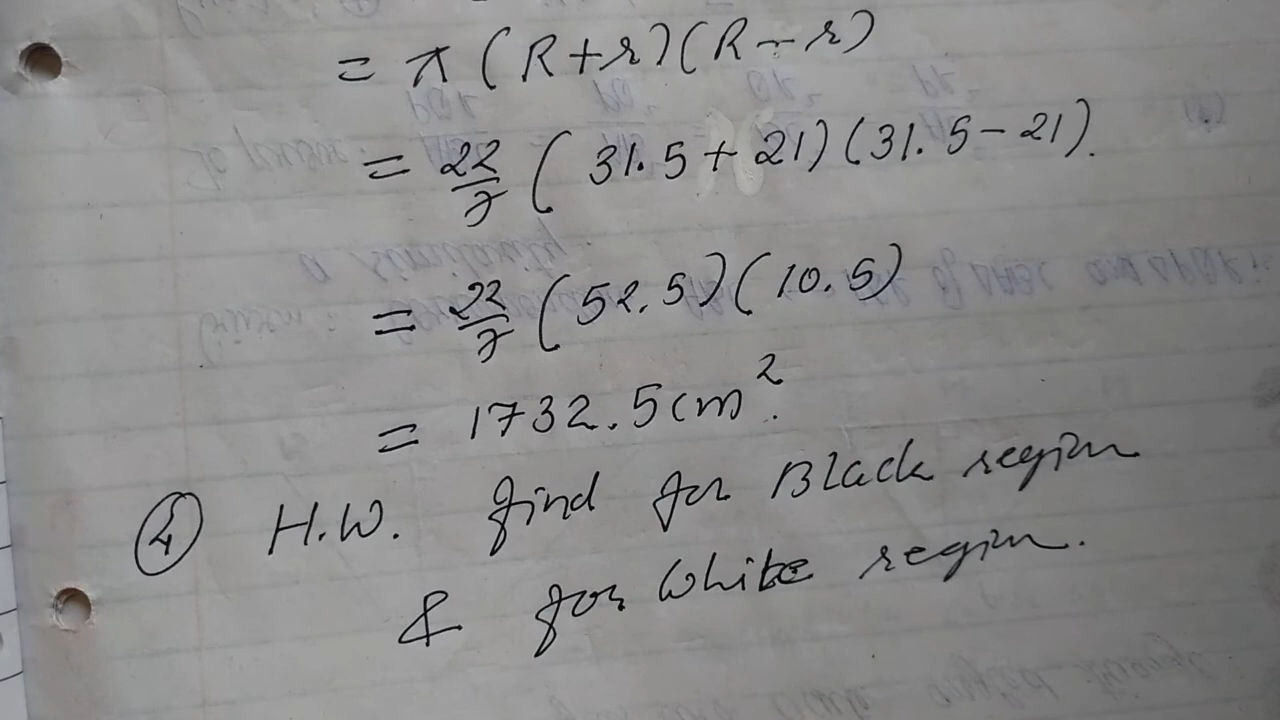 = π (R+r)(R-r)
= 22/7 ( 31.5 + 21) (31.5 - 21).
= 22/7 ( 52.5) (10.5)
= 1732.5 cm².
④ H.W. find for Black region
& for White region.